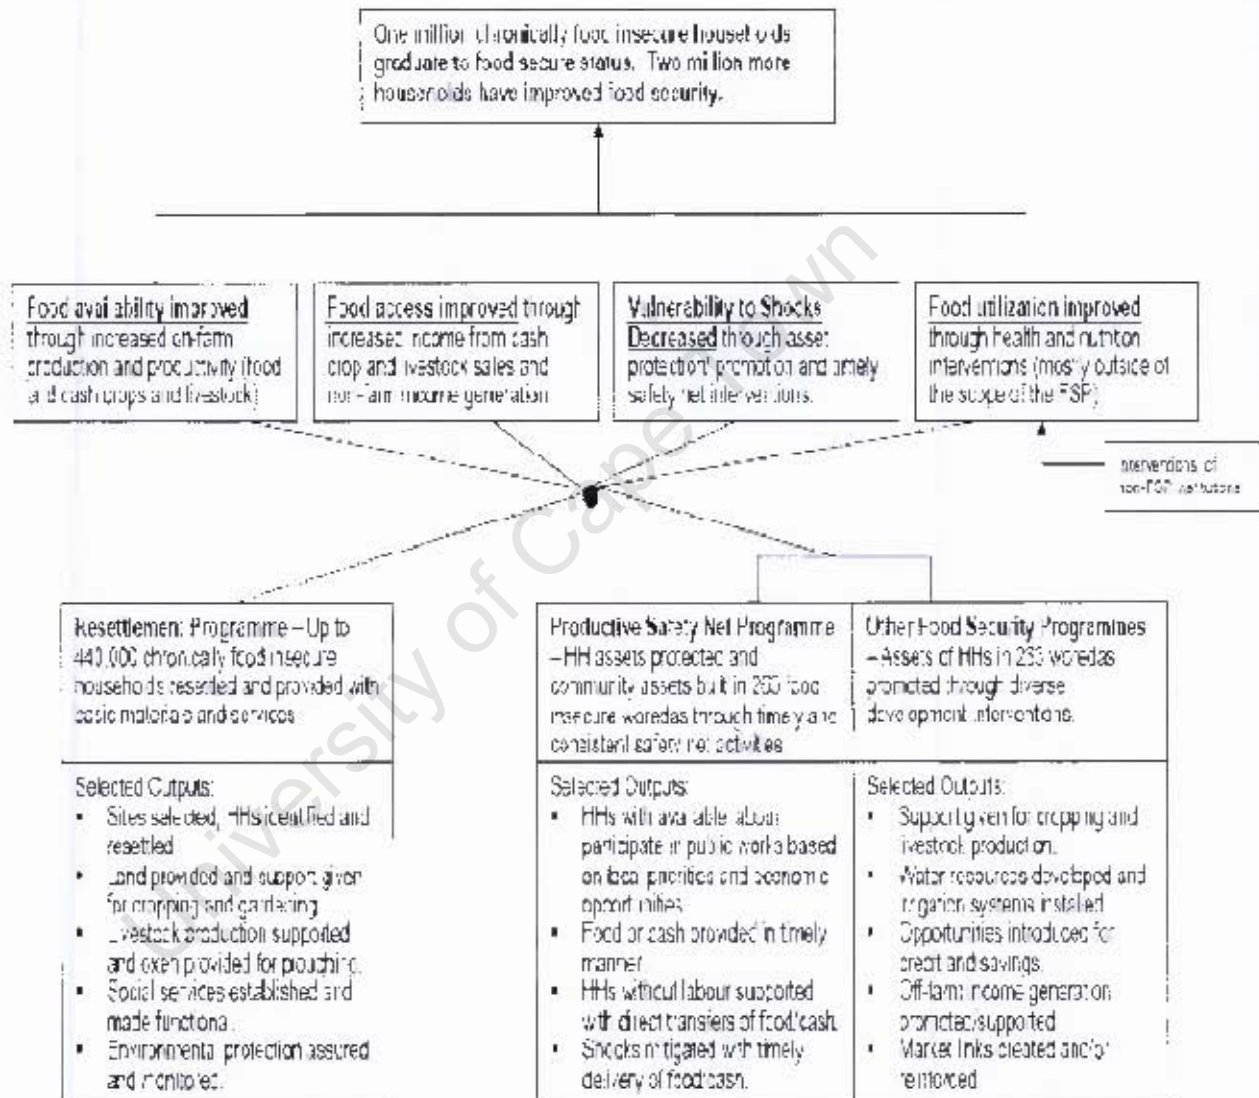 One million chronically food insecure households
graduate to food secure status. Two million more
households have improved food security.
Food availability improved
through increased on-farm
production and productivity (food
and cash crops and livestock)
Food access improved through
increased income from cash
crop and livestock sales and
non-farm income generation
Vulnerability to Shocks
Decreased through asset
protection/ promotion and timely
safety net interventions.
Food utilization improved
through health and nutrition
interventions (mostly outside of
the scope of the FSP)
Interventions of
non-FSP institutions
Resettlement Programme – Up to
440,000 chronically food insecure
households resettled and provided with
basic materials and services
Selected Outputs:
▪ Sites selected, HHs identified and
resettled
▪ Land provided and support given
for cropping and gardening
▪ Livestock production supported
and oxen provided for ploughing.
▪ Social services established and
made functional.
▪ Environmental protection assured
and monitored.
Productive Safety Net Programme
– HH assets protected and
community assets built in food
insecure woredas through timely and
consistent safety net activities
Selected Outputs:
▪ HHs with available labour
participate in public works based
on local priorities and economic
opportunities
▪ Food or cash provided in timely
manner
▪ HHs without labour supported
with direct transfers of food/cash.
▪ Shocks mitigated with timely
delivery of food/cash.
Other Food Security Programmes
– Assets of HHs in woredas
promoted through diverse
development interventions.
Selected Outputs:
▪ Support given for cropping and
livestock production.
▪ Water resources developed and
irrigation systems installed
▪ Opportunities introduced for
credit and savings.
▪ Off-farm income generation
promoted/supported
▪ Market links created and/or
reinforced
University of Cape Town